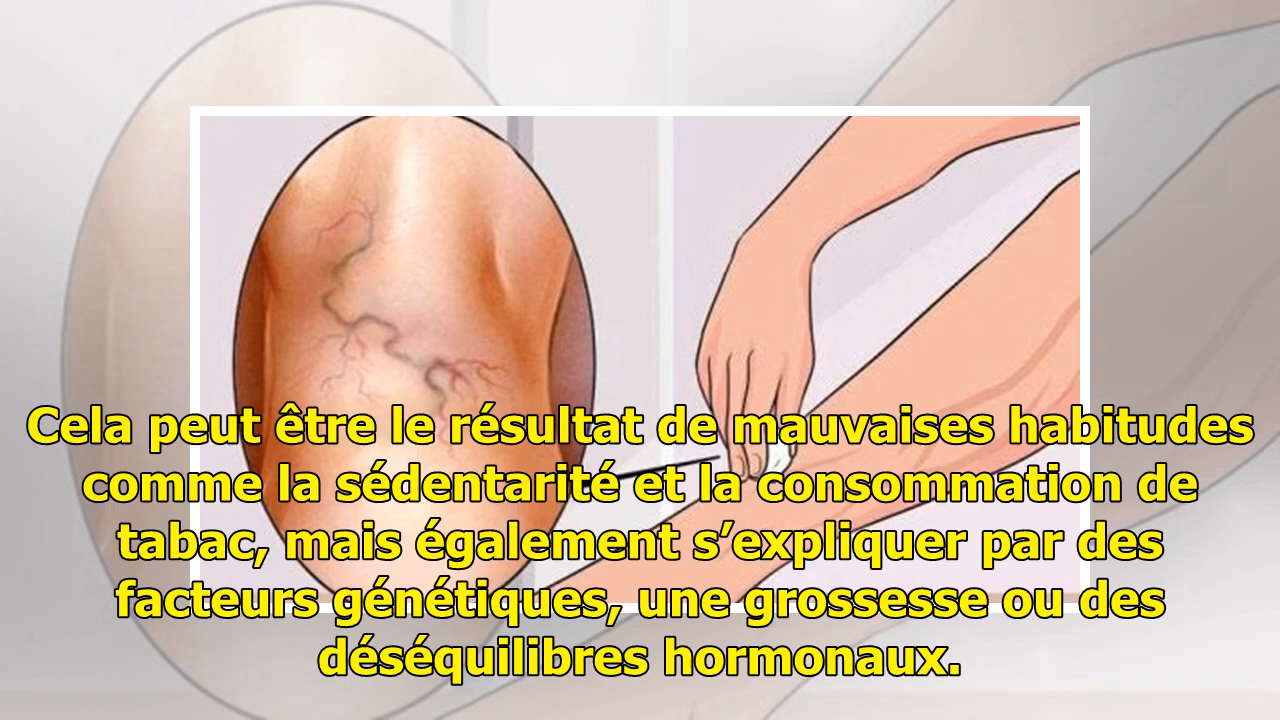 Cela peut être le résultat de mauvaises habitudes
comme la sédentarité et la consommation de
tabac, mais également s’expliquer par des
facteurs génétiques, une grossesse ou des
déséquilibres hormonaux.